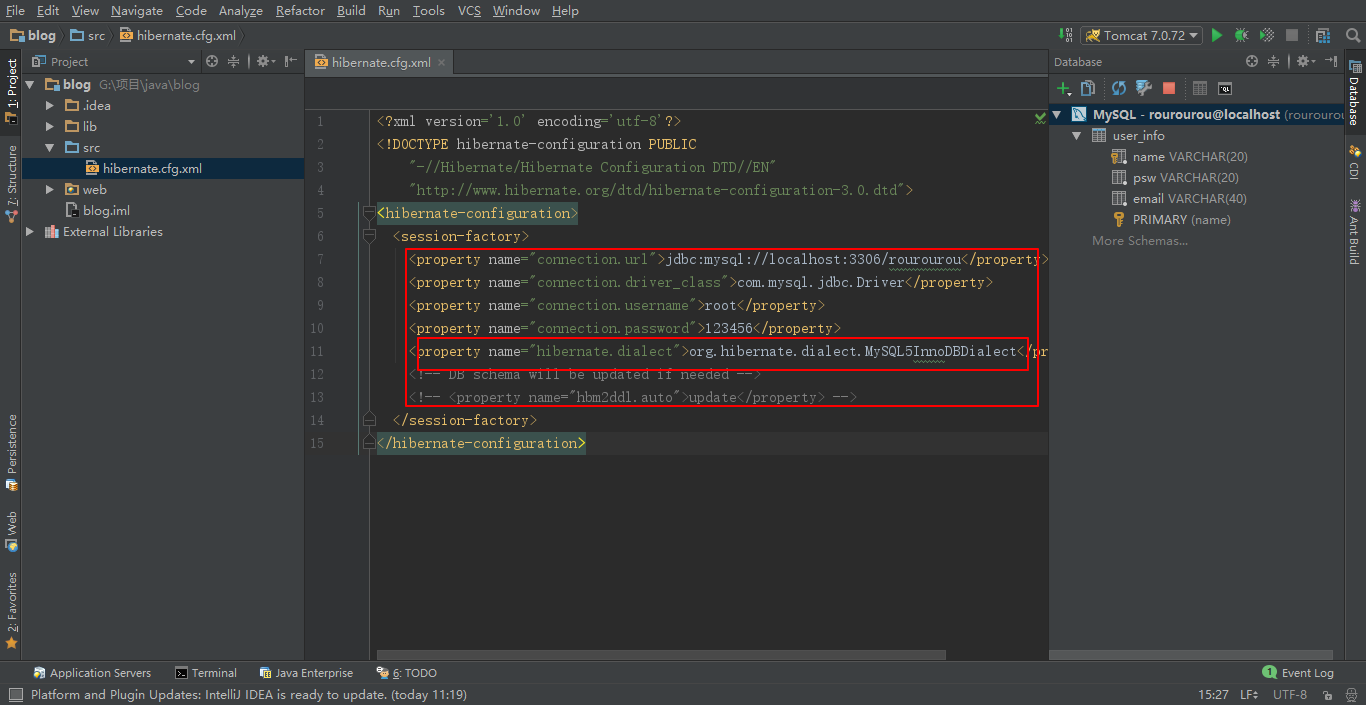 File Edit View Navigate Code Analyze Refactor Build Run Tools VCS Window Help
blog src hibernate.cfg.xml
Tomcat 7.0.72
1: Project
7: Structure
Persistence
Web
2: Favorites
Project
blog G:\项目\java\blog
.idea
lib
src
hibernate.cfg.xml
web
blog.iml
External Libraries
hibernate.cfg.xml
1 <?xml version='1.0' encoding='utf-8'?>
2 <!DOCTYPE hibernate-configuration PUBLIC
3 "-//Hibernate/Hibernate Configuration DTD//EN"
4 "http://www.hibernate.org/dtd/hibernate-configuration-3.0.dtd">
5 <hibernate-configuration>
6 <session-factory>
7 <property name="connection.url">jdbc:mysql://localhost:3306/rourourou</property>
8 <property name="connection.driver_class">com.mysql.jdbc.Driver</property>
9 <property name="connection.username">root</property>
10 <property name="connection.password">123456</property>
11 <property name="hibernate.dialect">org.hibernate.dialect.MySQL5InnoDBDialect</pr
12 <!-- DB schema will be updated if needed -->
13 <!-- <property name="hbm2ddl.auto">update</property> -->
14 </session-factory>
15 </hibernate-configuration>
Database
MySQL - rourourou@localhost (rourourou
user_info
name VARCHAR(20)
psw VARCHAR(20)
email VARCHAR(40)
PRIMARY (name)
More Schemas...
Database
CDI
Ant Build
Application Servers Terminal Java Enterprise 6: TODO 1 Event Log
Platform and Plugin Updates: IntelliJ IDEA is ready to update. (today 11:19) 15:27 LF UTF-8